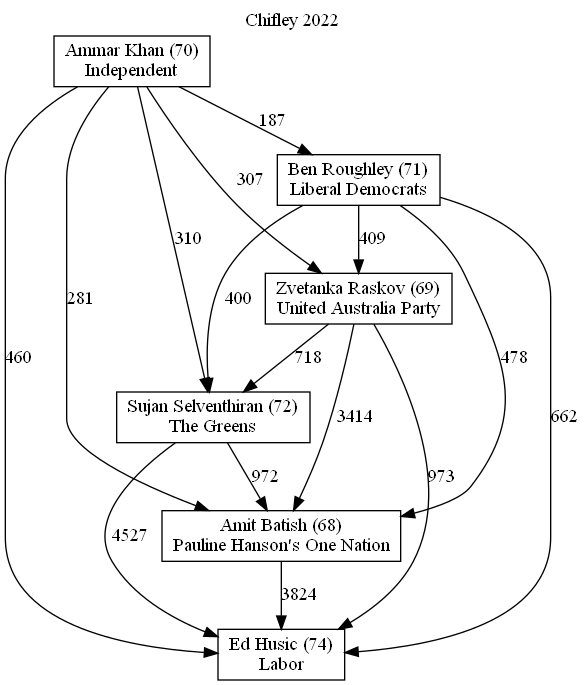 Chifley 2022
Ammar Khan (70)
Independent
187
Ben Roughley (71)
Liberal Democrats
307
310
409
281
400
Zvetanka Raskov (69)
United Australia Party
460
718
478
Sujan Selventhiran (72)
The Greens
3414
662
972
973
4527
Amit Batish (68)
Pauline Hanson's One Nation
3824
Ed Husic (74)
Labor